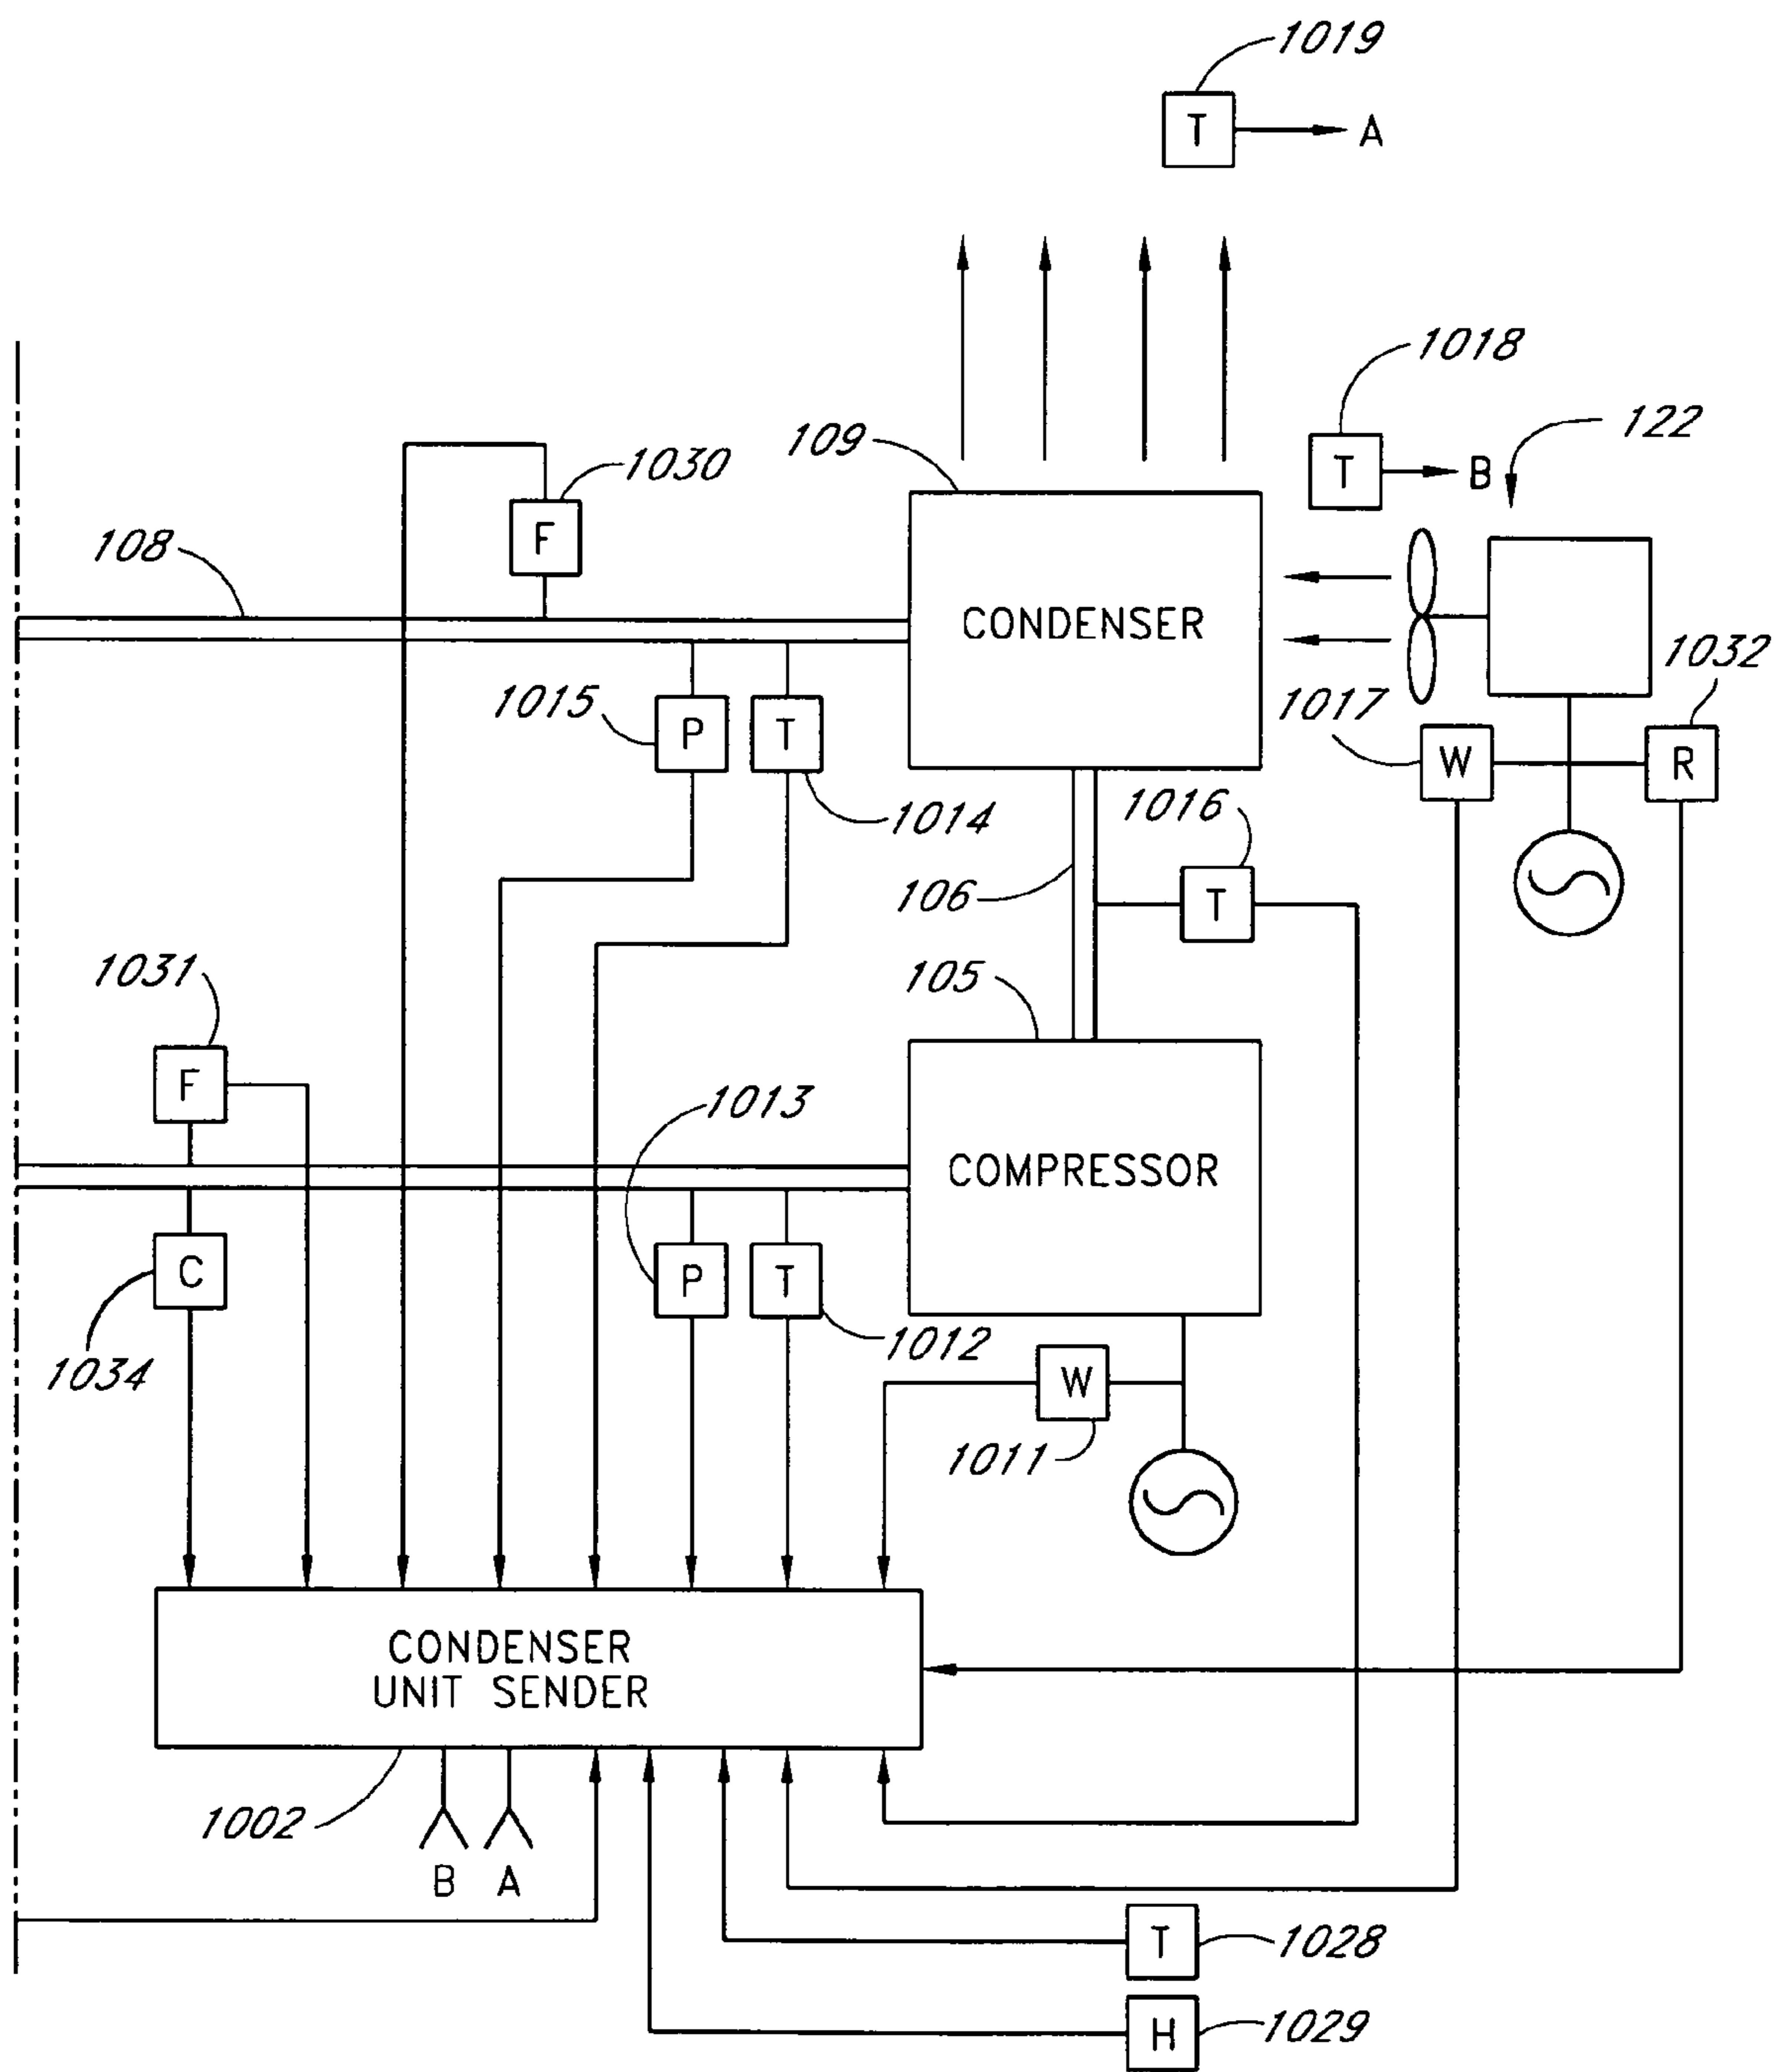 1019
T
A
1018
109
122
T
B
1030
F
108
CONDENSER
1032
1015
1017
P
T
W
R
1014
1016
106
T
1031
105
F
1013
COMPRESSOR
C
P
T
1012
1034
W
1011
CONDENSER
UNIT SENDER
1002
B
A
T
1028
H
1029